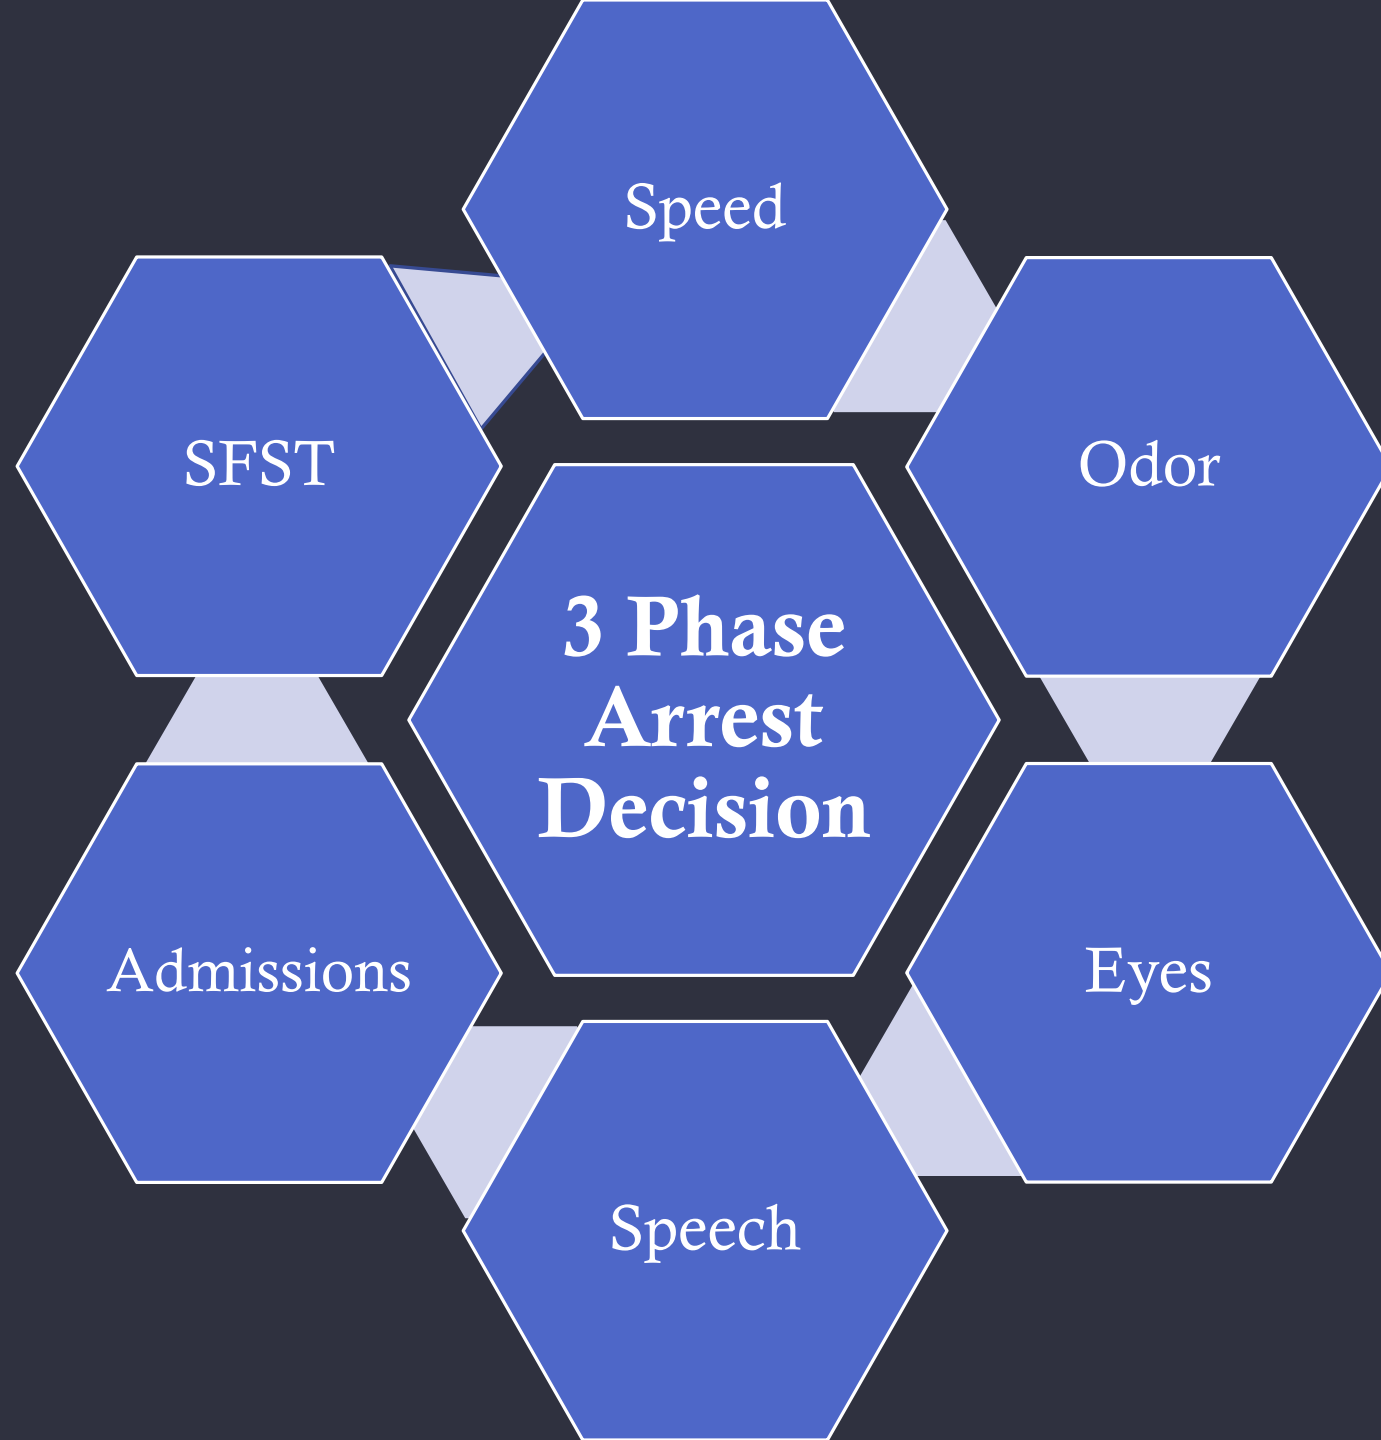 Speed
SFST
Odor
3 Phase
Arrest
Decision
Admissions
Eyes
Speech